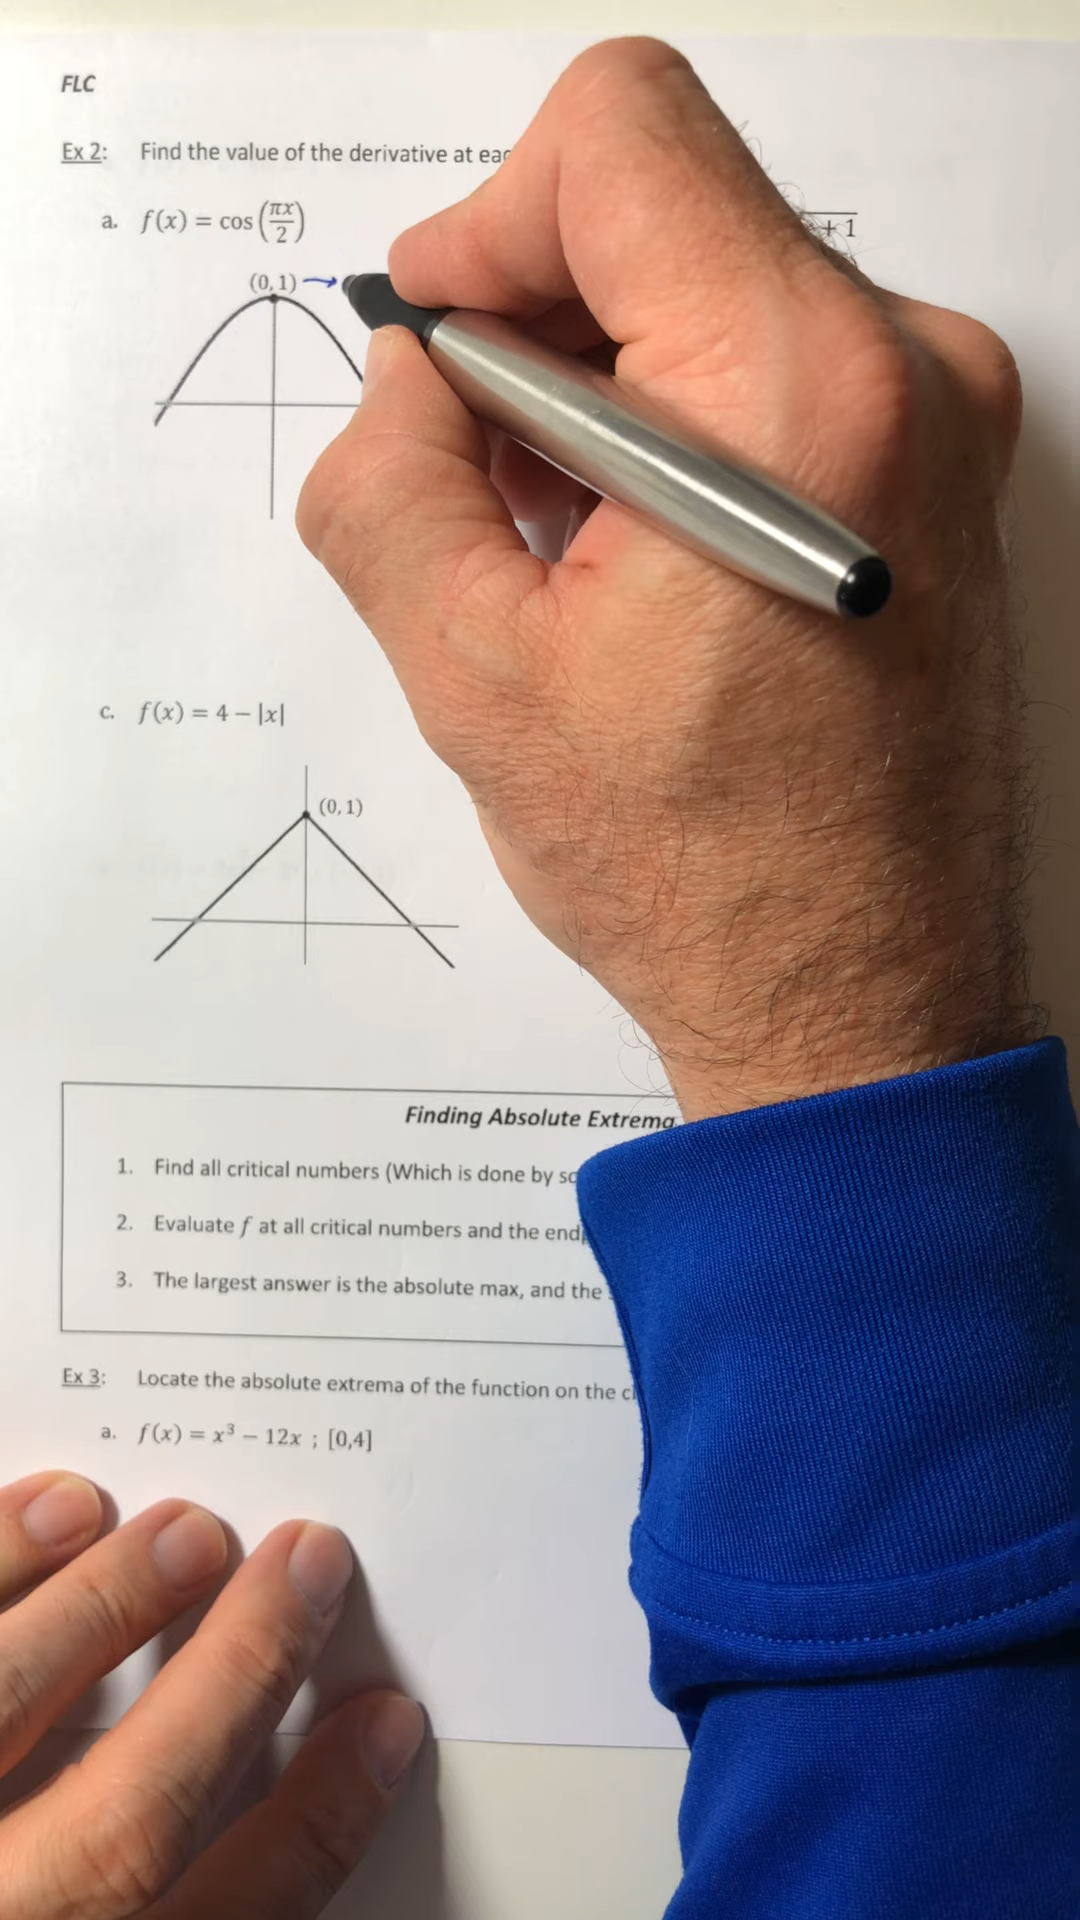 FLC
Ex 2: Find the value of the derivative at
a. f(x) = cos (πx/2)
+ 1
(0, 1) →
c. f(x) = 4 − |x|
(0, 1)
Finding Absolute Extrema
1. Find all critical numbers (Which is done by
2. Evaluate f at all critical numbers and the
3. The largest answer is the absolute max, and the
Ex 3: Locate the absolute extrema of the function on the
a. f(x) = x³ − 12x ; [0,4]